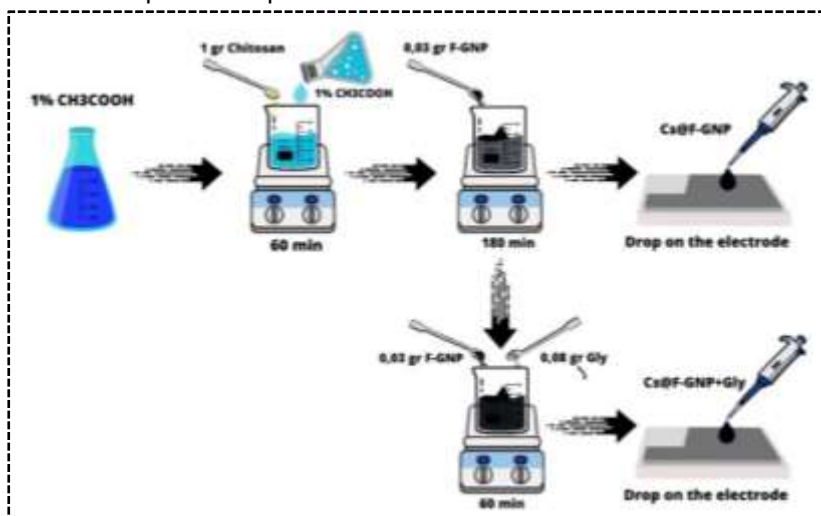 1 gr Chitosan
1% CH3COOH
1% CH3COOH
60 min
0,03 gr F-GNP
180 min
Cs@F-GNP
Drop on the electrode
0,03 gr F-GNP
0,08 gr Gly
60 min
Cs@F-GNP+Gly
Drop on the electrode